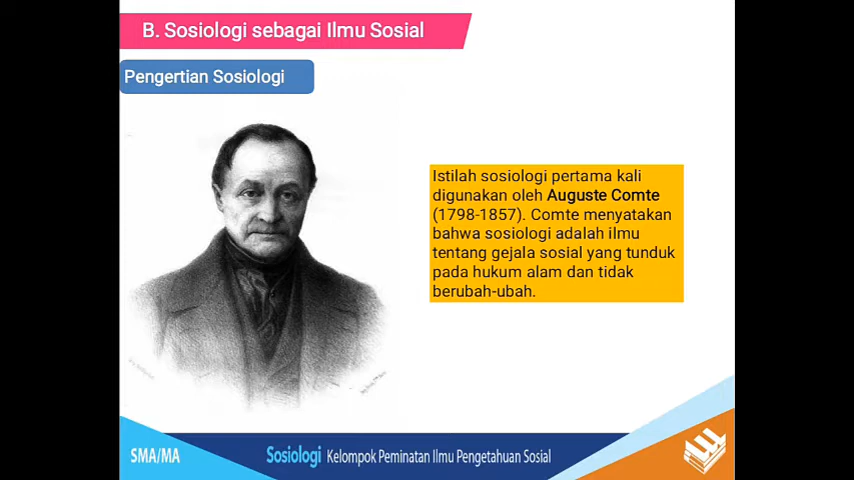 B. Sosiologi sebagai Ilmu Sosial
Pengertian Sosiologi
Istilah sosiologi pertama kali
digunakan oleh Auguste Comte
(1798-1857). Comte menyatakan
bahwa sosiologi adalah ilmu
tentang gejala sosial yang tunduk
pada hukum alam dan tidak
berubah-ubah.
SMA/MA
Sosiologi Kelompok Peminatan Ilmu Pengetahuan Sosial